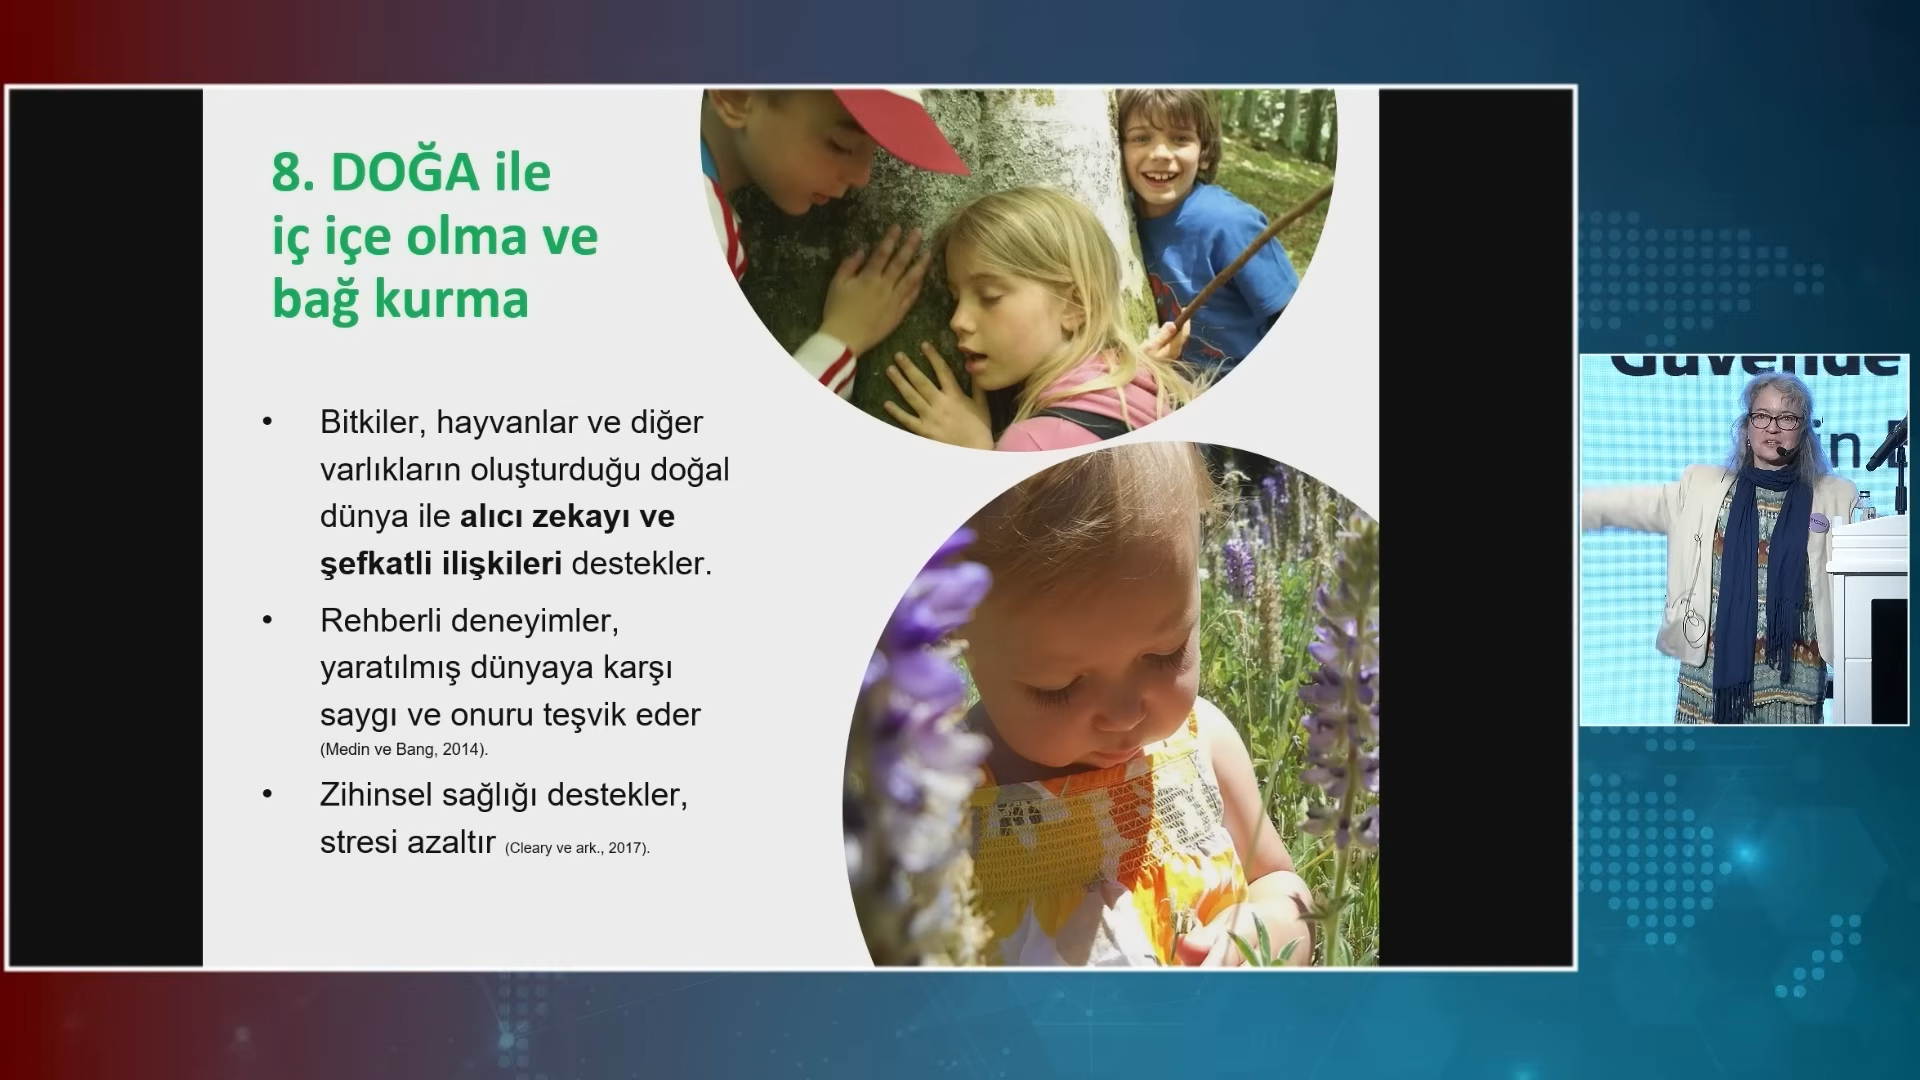 8. DOĞA ile
iç içe olma ve
bağ kurma
• Bitkiler, hayvanlar ve diğer
varlıkların oluşturduğu doğal
dünya ile alıcı zekayı ve
şefkatli ilişkileri destekler.
• Rehberli deneyimler,
yaratılmış dünyaya karşı
saygı ve onuru teşvik eder
(Medin ve Bang, 2014).
• Zihinsel sağlığı destekler,
stresi azaltır (Cleary ve ark., 2017).
Güvende